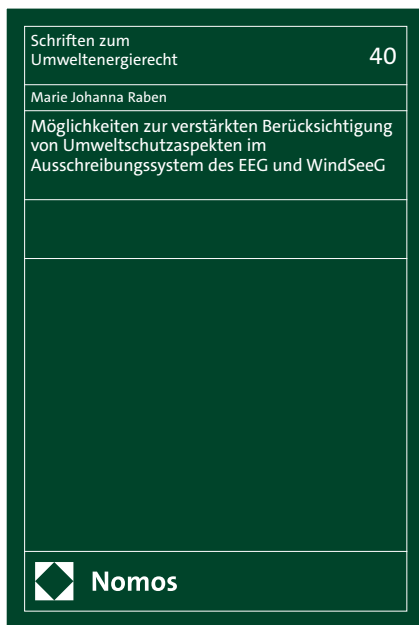 Schriften zum
Umweltenergierecht
40
Marie Johanna Raben
Möglichkeiten zur verstärkten Berücksichtigung
von Umweltschutzaspekten im
Ausschreibungssystem des EEG und WindSeeG
Nomos